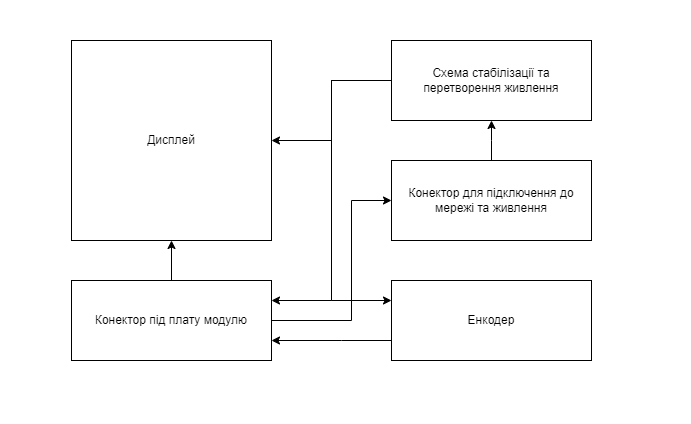 Дисплей
Схема стабілізації та
перетворення живлення
Конектор для підключення до
мережі та живлення
Конектор під плату модулю
Енкодер